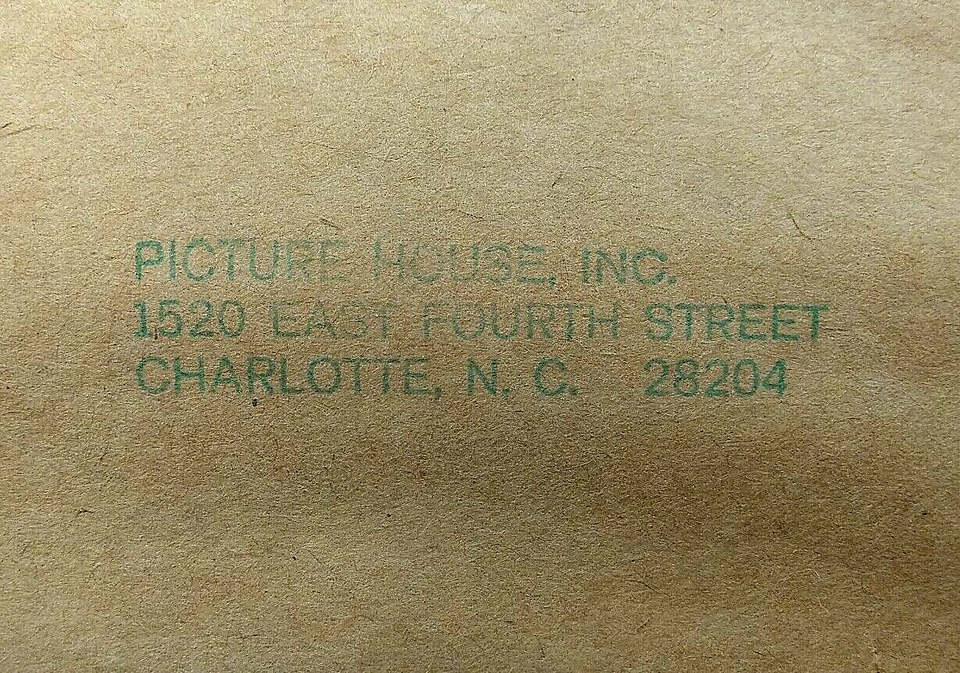 PICTURE HOUSE, INC.
1520 EAST FOURTH STREET
CHARLOTTE, N. C. 28204